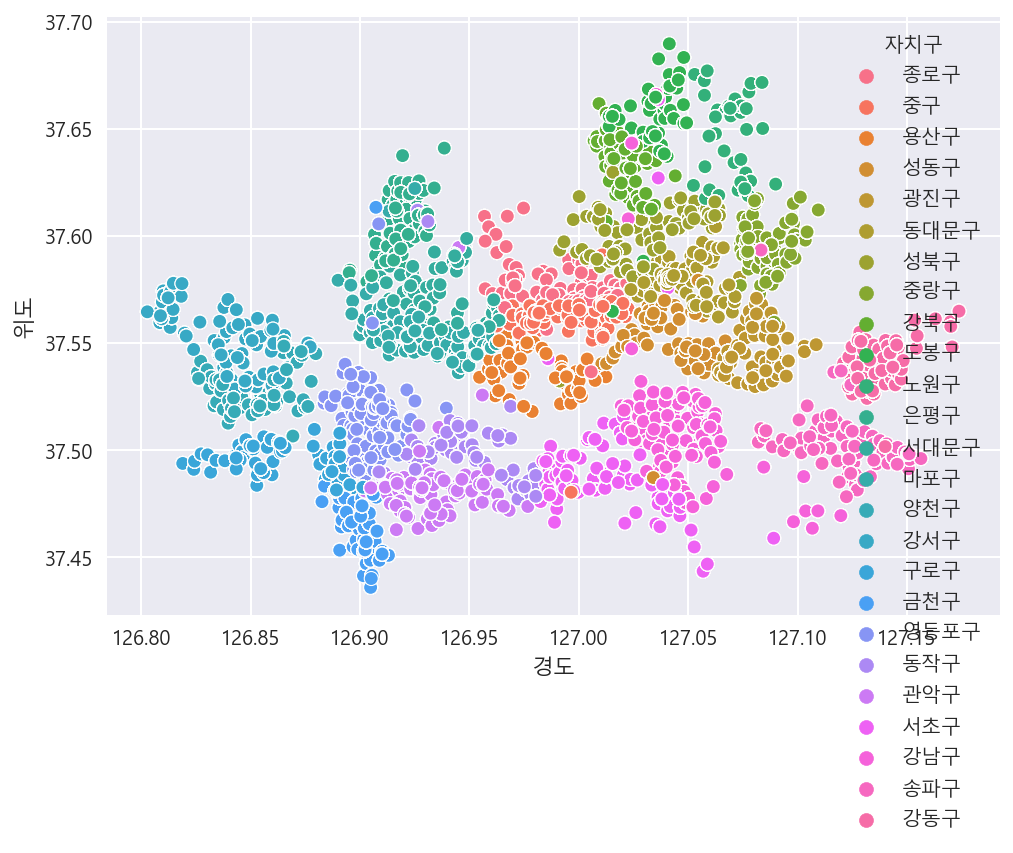 37.70
37.65
37.60
37.55
37.50
37.45
위도
126.80 126.85 126.90 126.95 127.00 127.05 127.10 127.15
경도
자치구
종로구
중구
용산구
성동구
광진구
동대문구
성북구
중랑구
강북구
도봉구
노원구
은평구
서대문구
마포구
양천구
강서구
구로구
금천구
영등포구
동작구
관악구
서초구
강남구
송파구
강동구